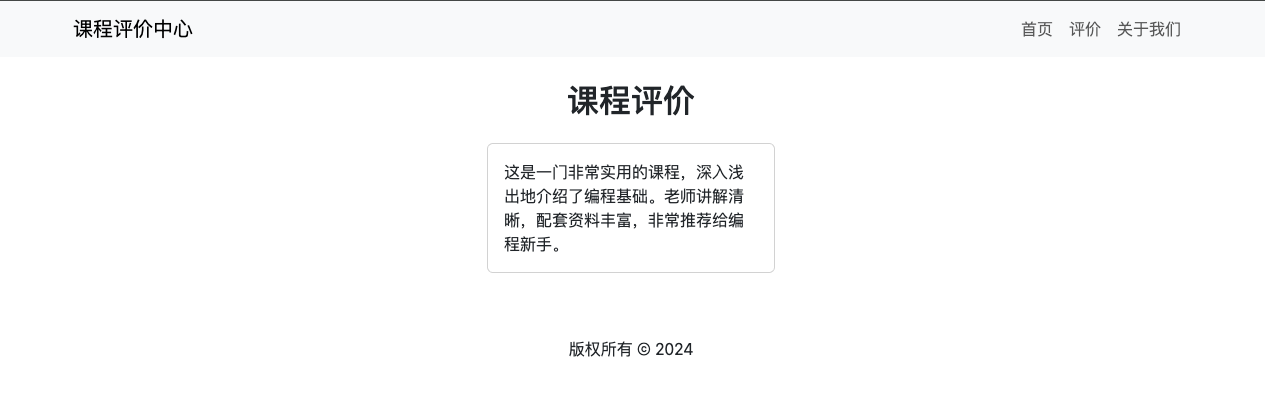 课程评价中心
首页 评价 关于我们
课程评价
这是一门非常实用的课程，深入浅
出地介绍了编程基础。老师讲解清
晰，配套资料丰富，非常推荐给编
程新手。
版权所有 © 2024